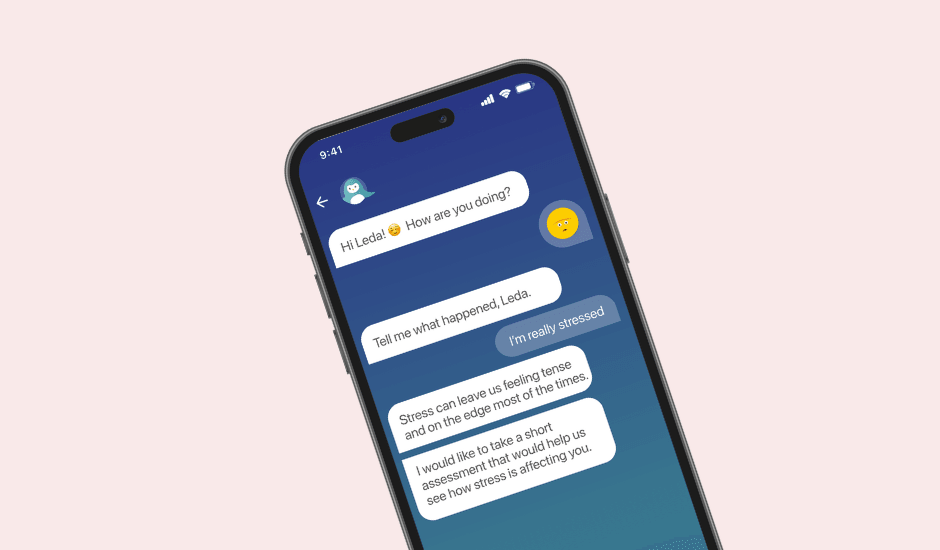 9:41
Hi Leda! 😊 How are you doing?
Tell me what happened, Leda.
I'm really stressed
Stress can leave us feeling tense
and on the edge most of the times.
I would like to take a short
assessment that would help us
see how stress is affecting you.